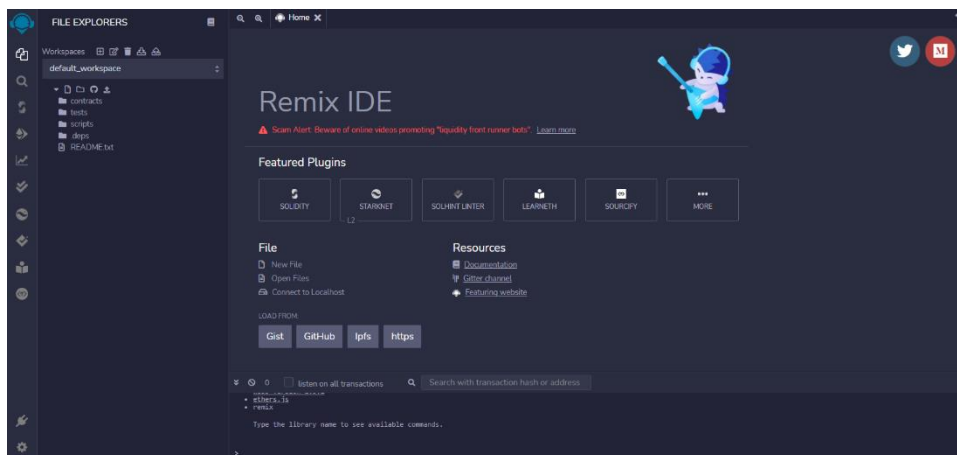 FILE EXPLORERS
Workspaces
default_workspace
contracts
tests
scripts
.deps
README.txt
Home
Remix IDE
Scam Alert: Beware of online videos promoting "liquidity front runner bots". Learn more
Featured Plugins
SOLIDITY
STARKNET
L2
SOLHINT LINTER
LEARNETH
SOURCIFY
MORE
File
New File
Open Files
Connect to Localhost
LOAD FROM:
Gist GitHub Ipfs https
Resources
Documentation
Gitter channel
Featuring website
0 listen on all transactions Search with transaction hash or address
• ethers.js
• remix
Type the library name to see available commands.
>